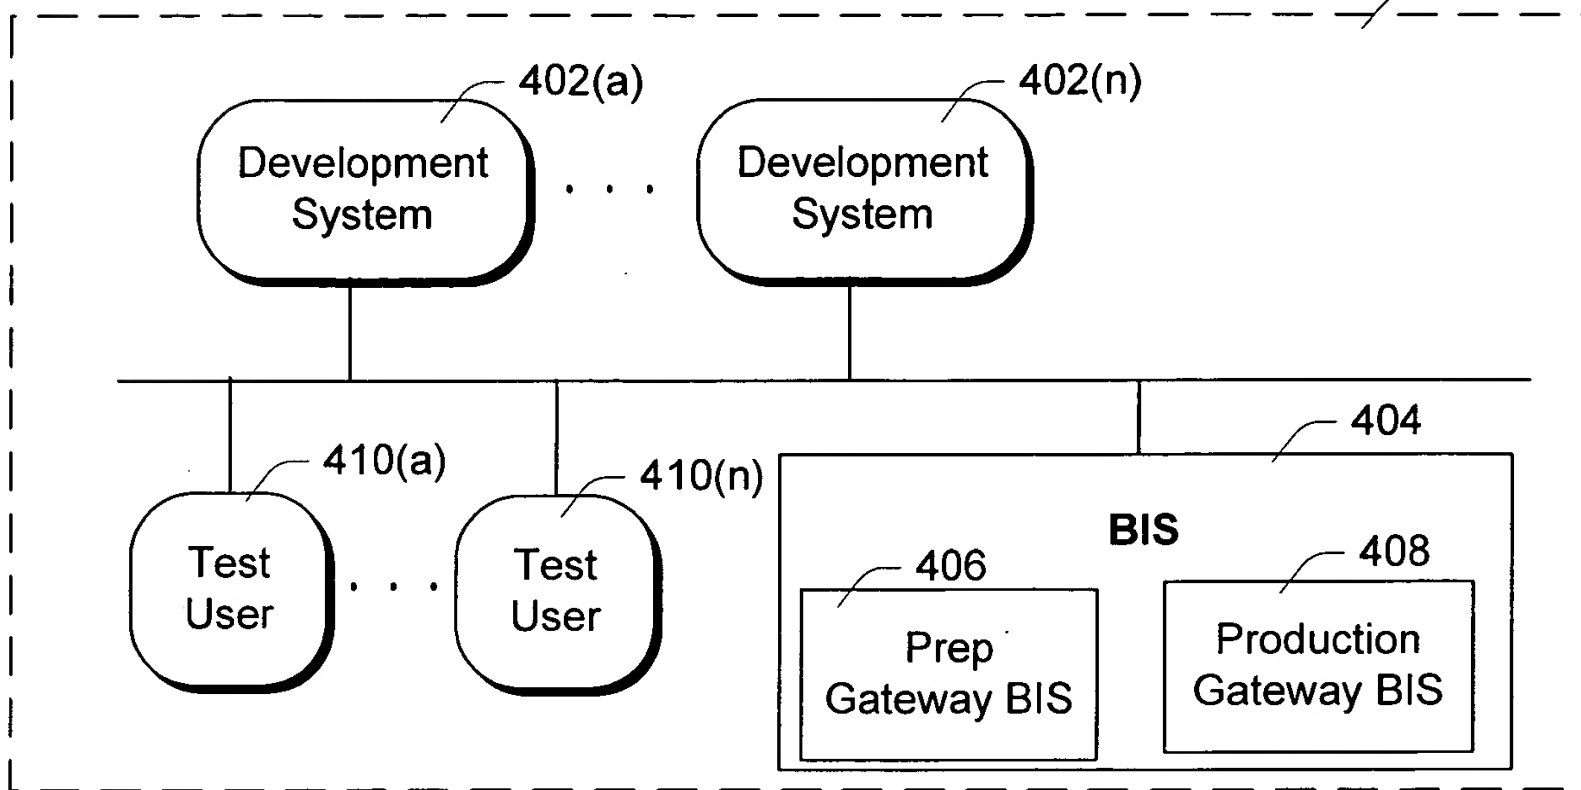 402(a)
402(n)
Development
System
. . .
Development
System
404
410(a)
410(n)
BIS
406
408
Test
User
. . .
Test
User
Prep
Gateway BIS
Production
Gateway BIS